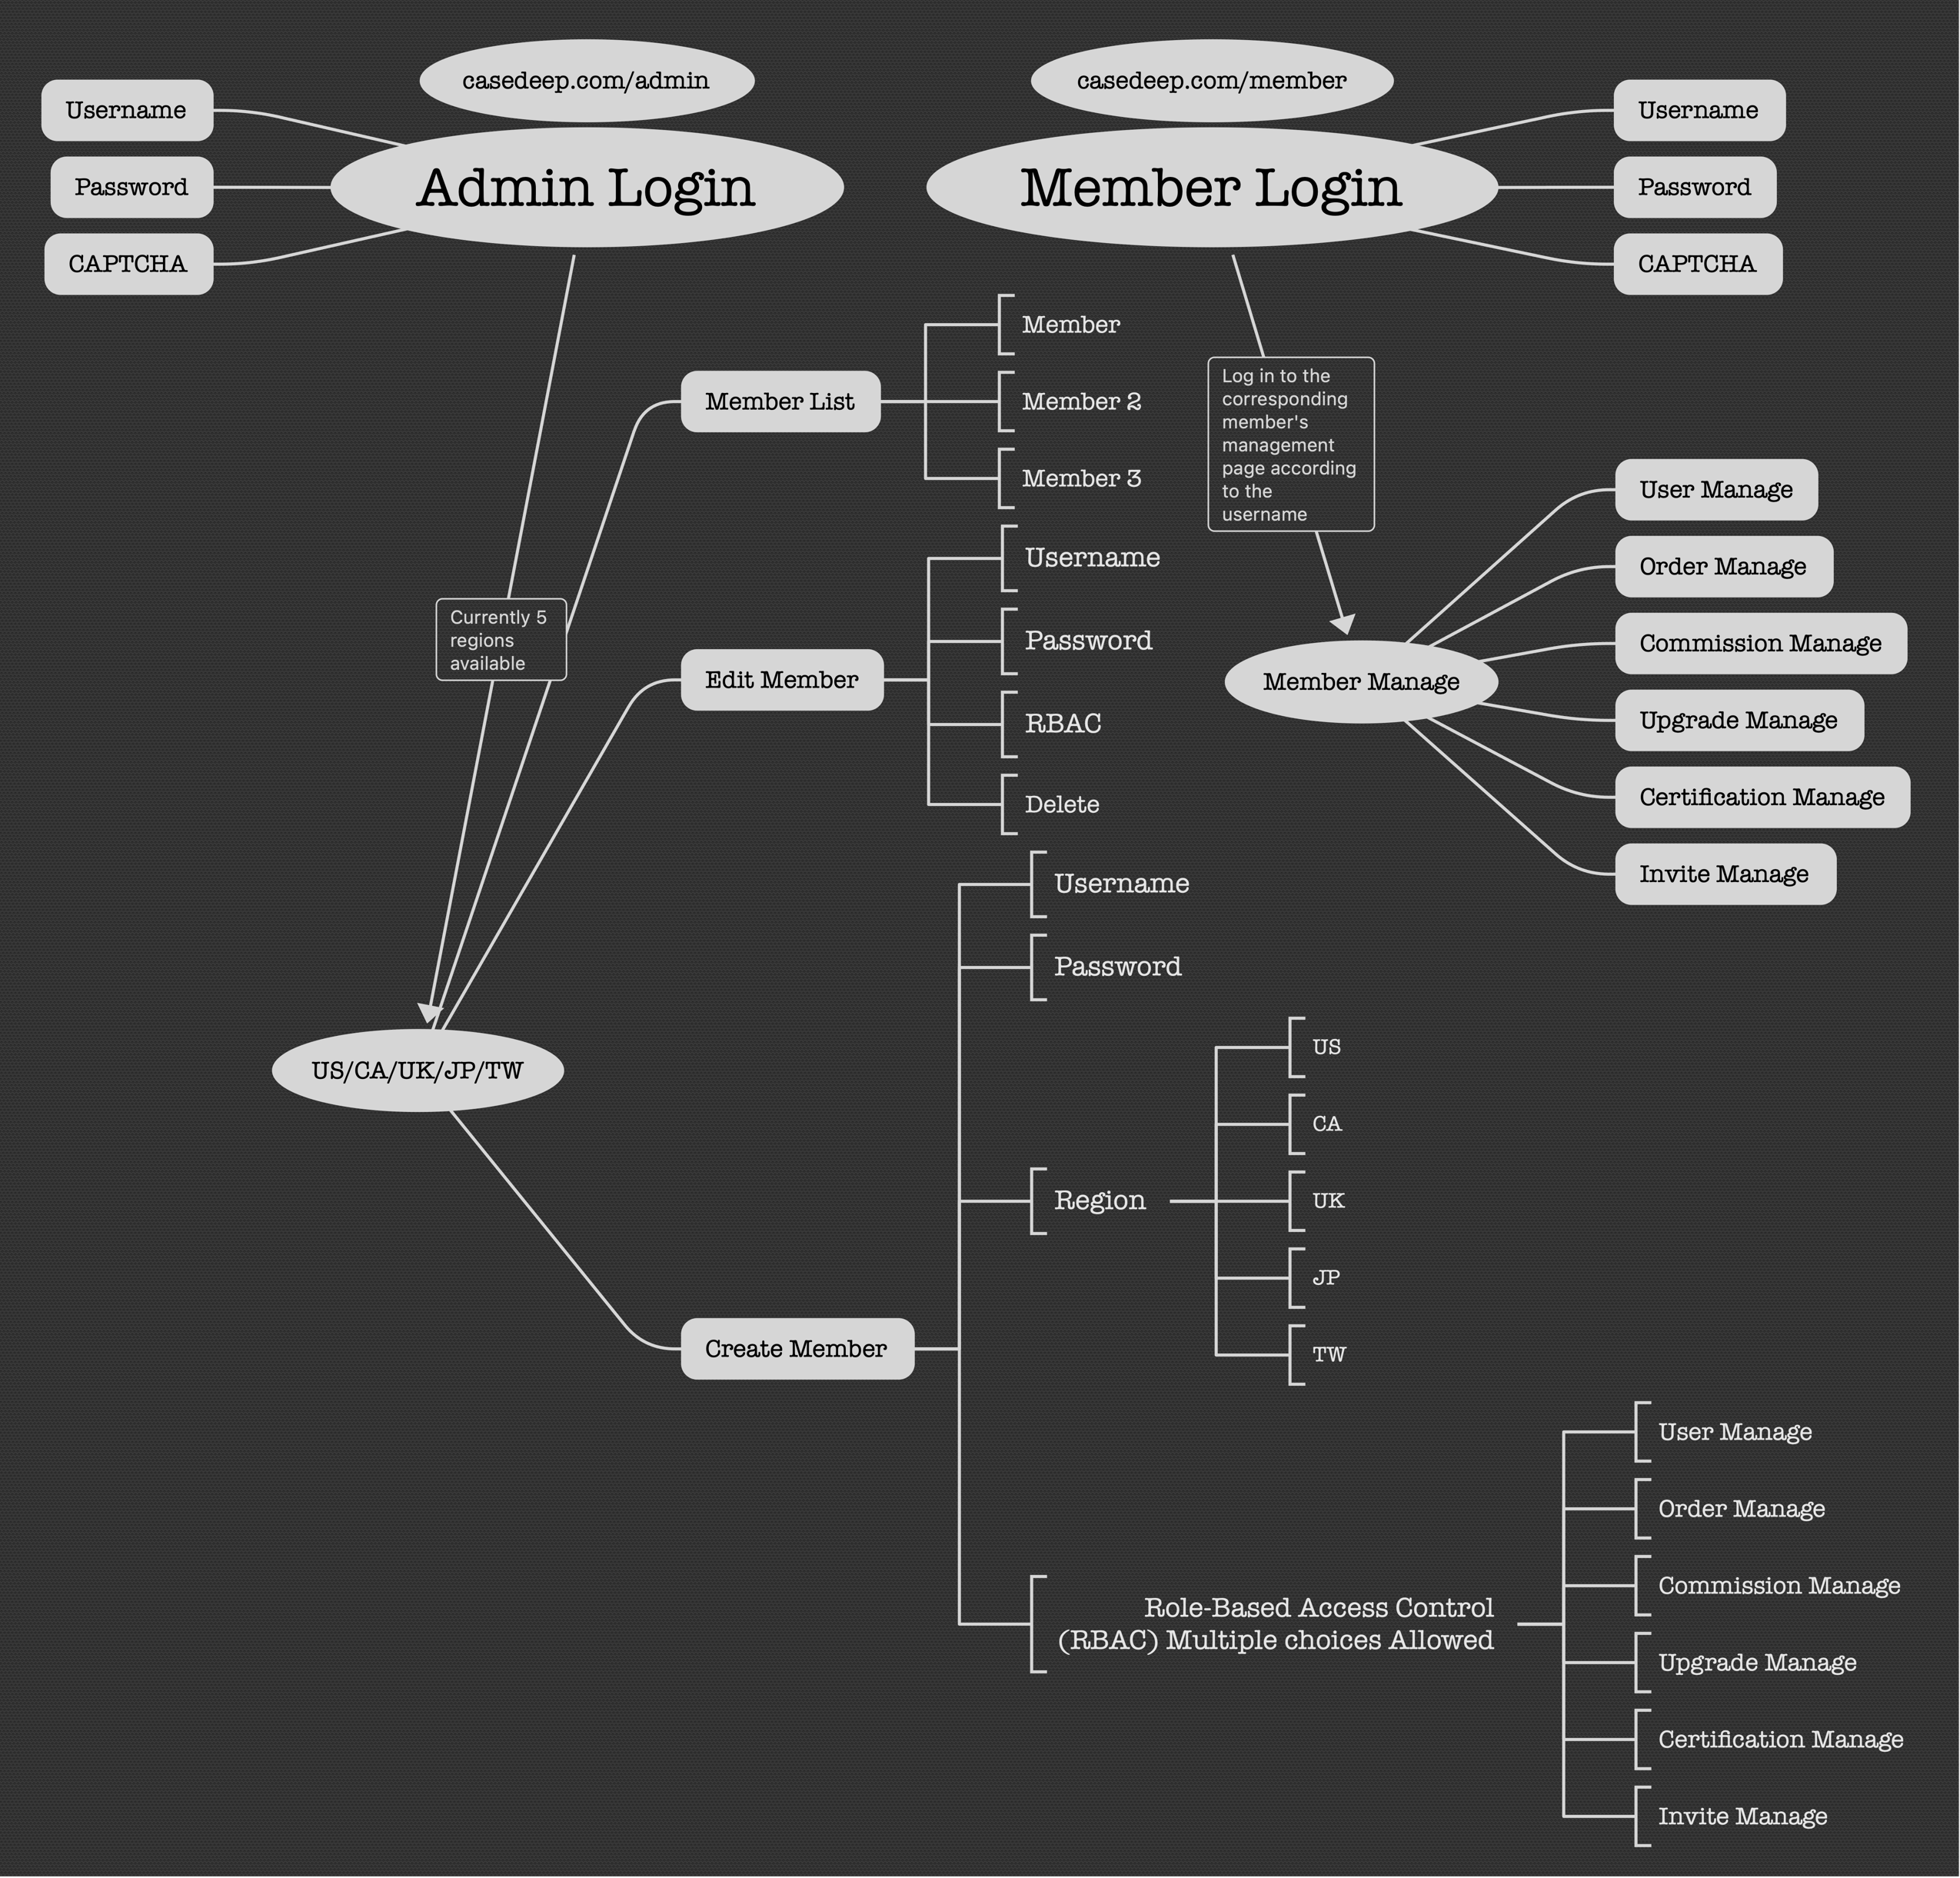 casedeep.com/admin
Admin Login
Username
Password
CAPTCHA
casedeep.com/member
Member Login
Username
Password
CAPTCHA
Currently 5
regions
available
US/CA/UK/JP/TW
Member List
Member
Member 2
Member 3
Edit Member
Username
Password
RBAC
Delete
Create Member
Username
Password
Region
US
CA
UK
JP
TW
Role-Based Access Control
(RBAC) Multiple choices Allowed
User Manage
Order Manage
Commission Manage
Upgrade Manage
Certification Manage
Invite Manage
Log in to the
corresponding
member's
management
page according
to the
username
Member Manage
User Manage
Order Manage
Commission Manage
Upgrade Manage
Certification Manage
Invite Manage